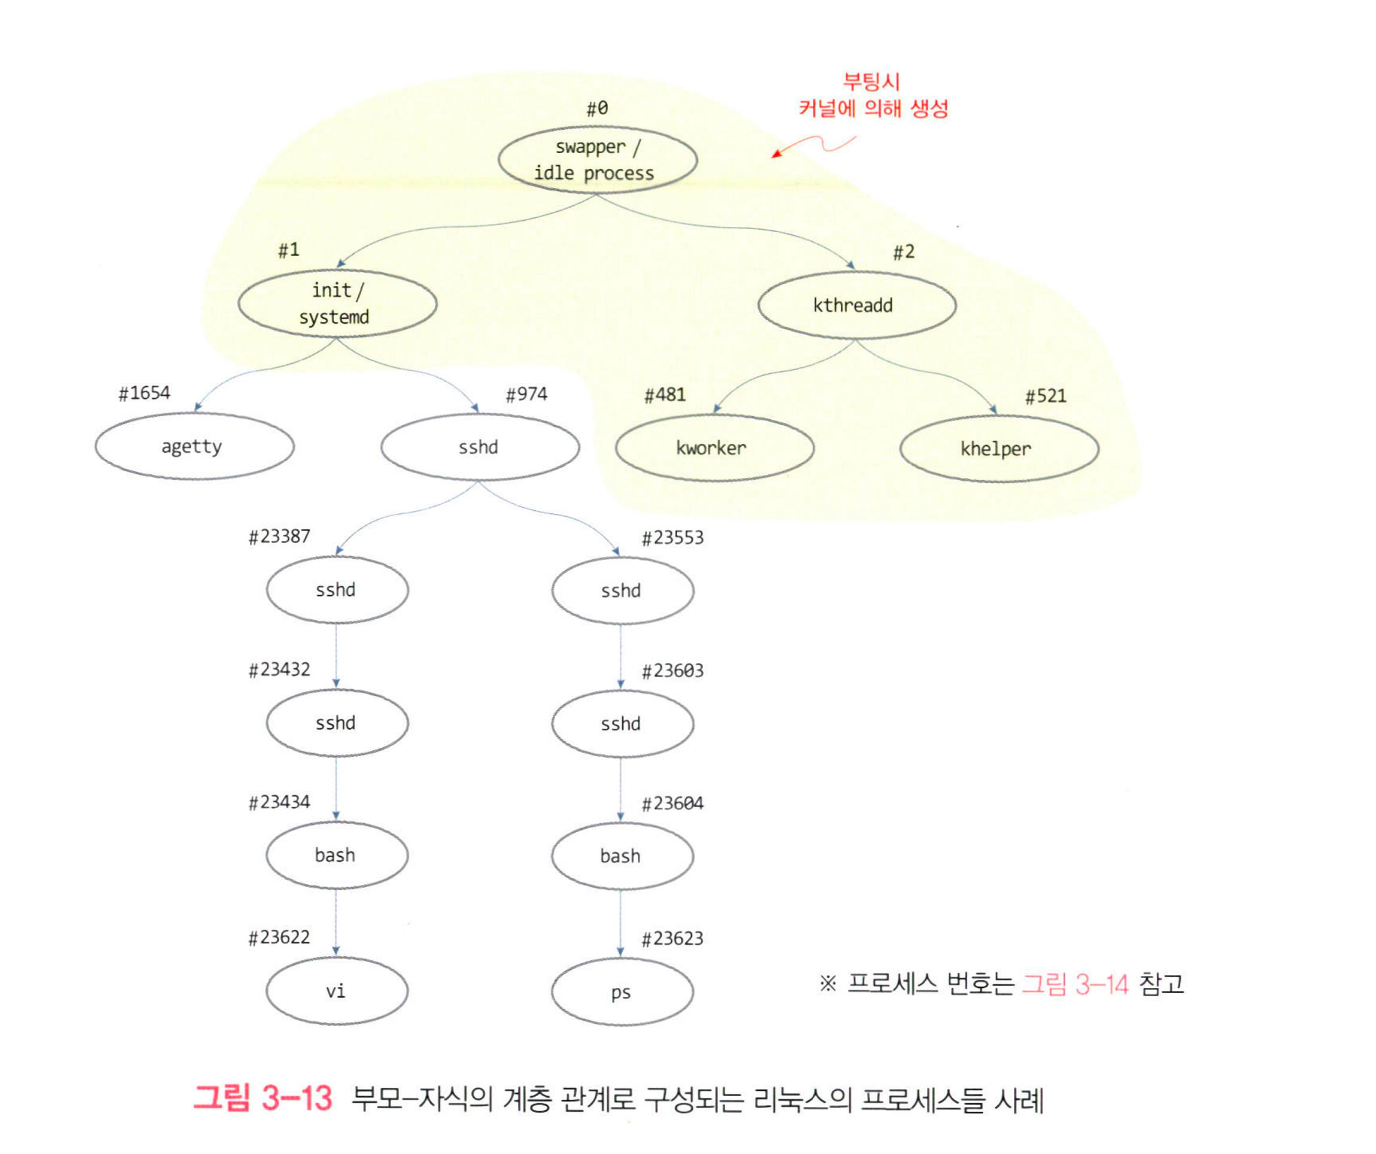 부팅시
커널에 의해 생성
#0
swapper /
idle process
#1
init /
systemd
#2
kthreadd
#1654
agetty
#974
sshd
#481
kworker
#521
khelper
#23387
sshd
#23553
sshd
#23432
sshd
#23603
sshd
#23434
bash
#23604
bash
#23622
vi
#23623
ps
※ 프로세스 번호는 그림 3-14 참고
그림 3-13 부모-자식의 계층 관계로 구성되는 리눅스의 프로세스들 사례